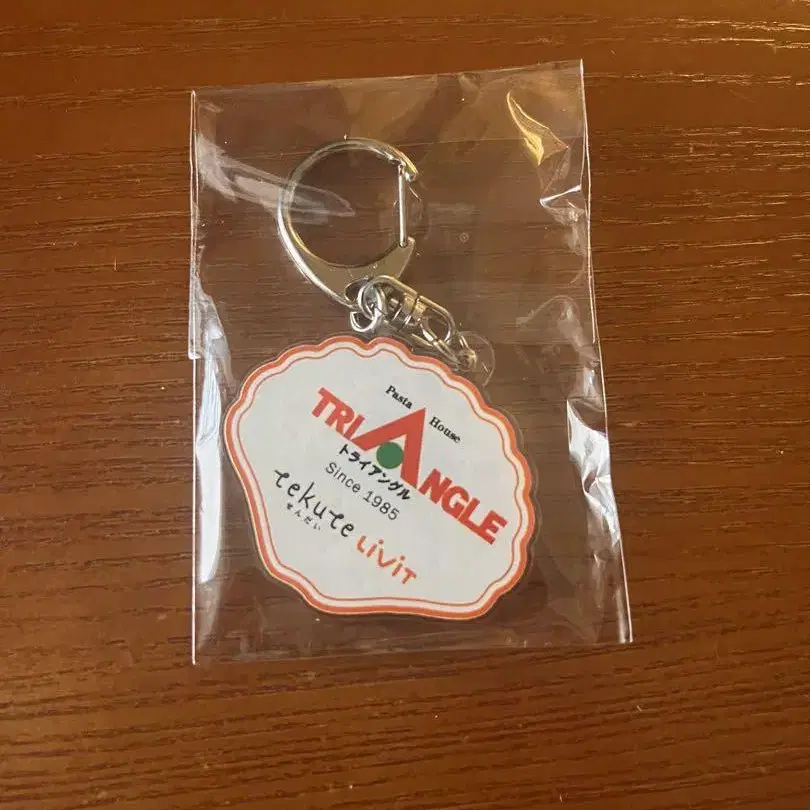 Pasta House
TRIANGLE
トライアングル
Since 1985
tekute
せんだい
LiViT